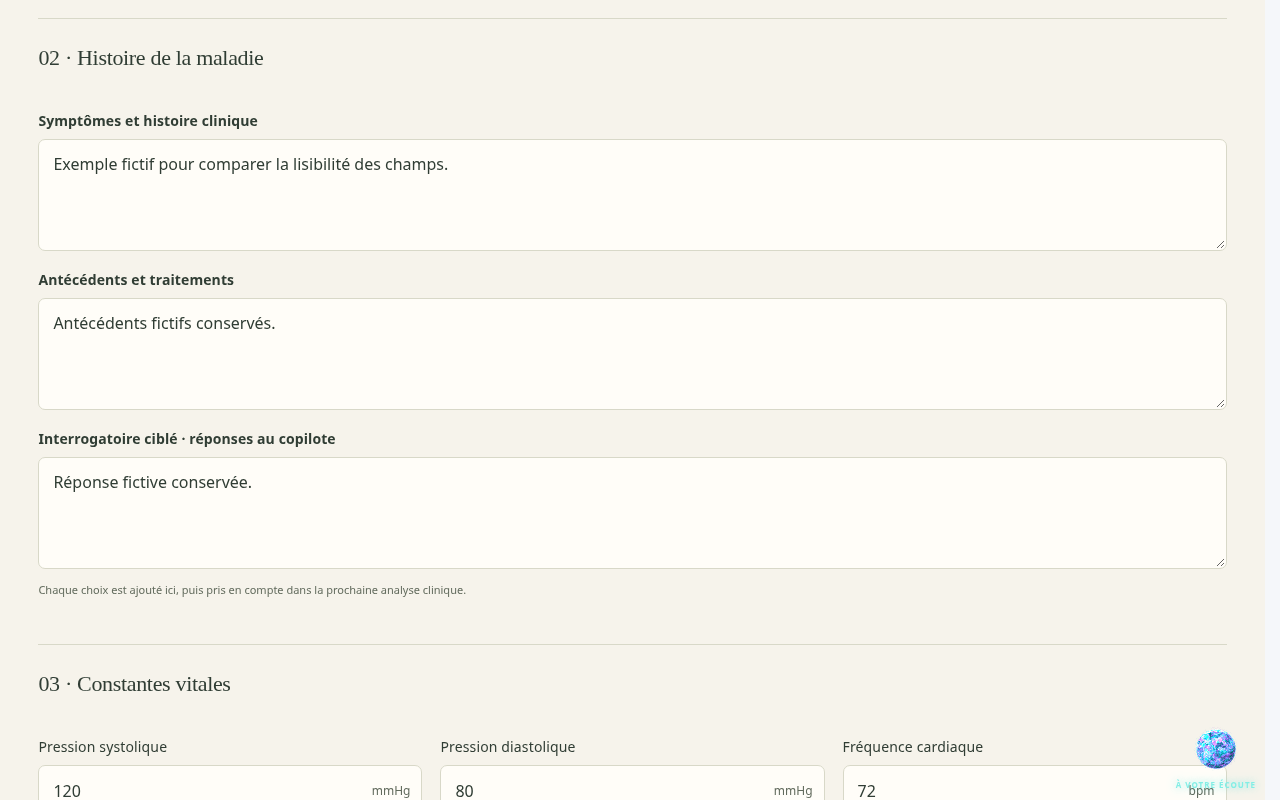 02 · Histoire de la maladie
Symptômes et histoire clinique
Exemple fictif pour comparer la lisibilité des champs.
Antécédents et traitements
Antécédents fictifs conservés.
Interrogatoire ciblé · réponses au copilote
Réponse fictive conservée.
Chaque choix est ajouté ici, puis pris en compte dans la prochaine analyse clinique.
03 · Constantes vitales
Pression systolique
Pression diastolique
Fréquence cardiaque
120 mmHg
80 mmHg
72 bpm
À VOTRE ÉCOUTE